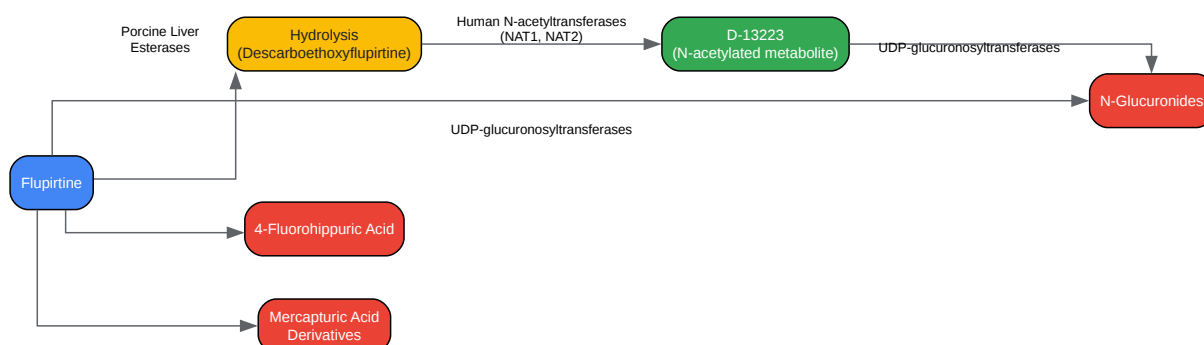 Porcine Liver
Esterases
Hydrolysis
(Descarboethoxyflupirtine)
Human N-acetyltransferases
(NAT1, NAT2)
D-13223
(N-acetylated metabolite)
UDP-glucuronosyltransferases
N-Glucuronides
UDP-glucuronosyltransferases
Flupirtine
4-Fluorohippuric Acid
Mercapturic Acid
Derivatives